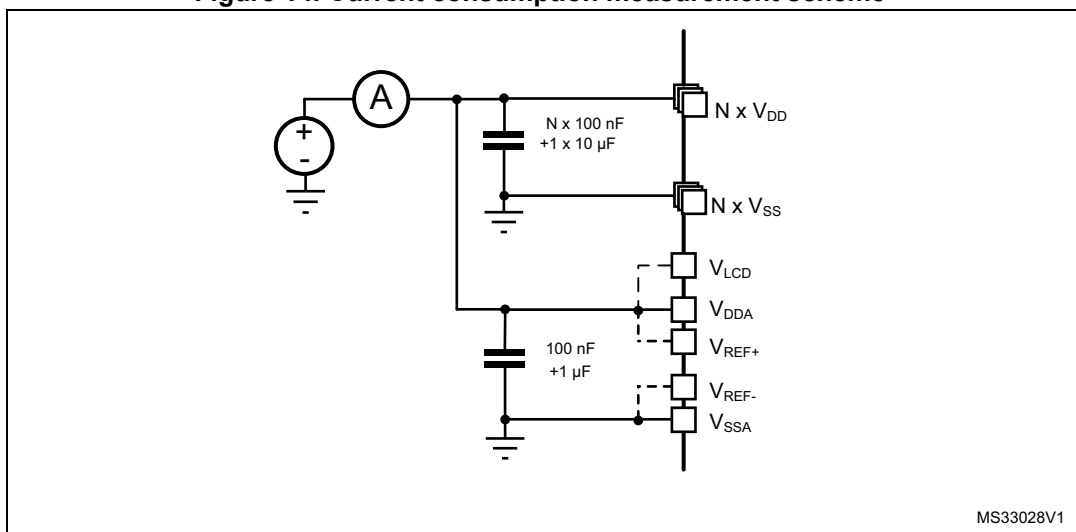 Figure 14. Current consumption measurement scheme
A
+
-
N x 100 nF
+1 x 10 µF
N x VDD
N x VSS
VLCD
VDDA
100 nF
+1 µF
VREF+
VREF-
VSSA
MS33028V1